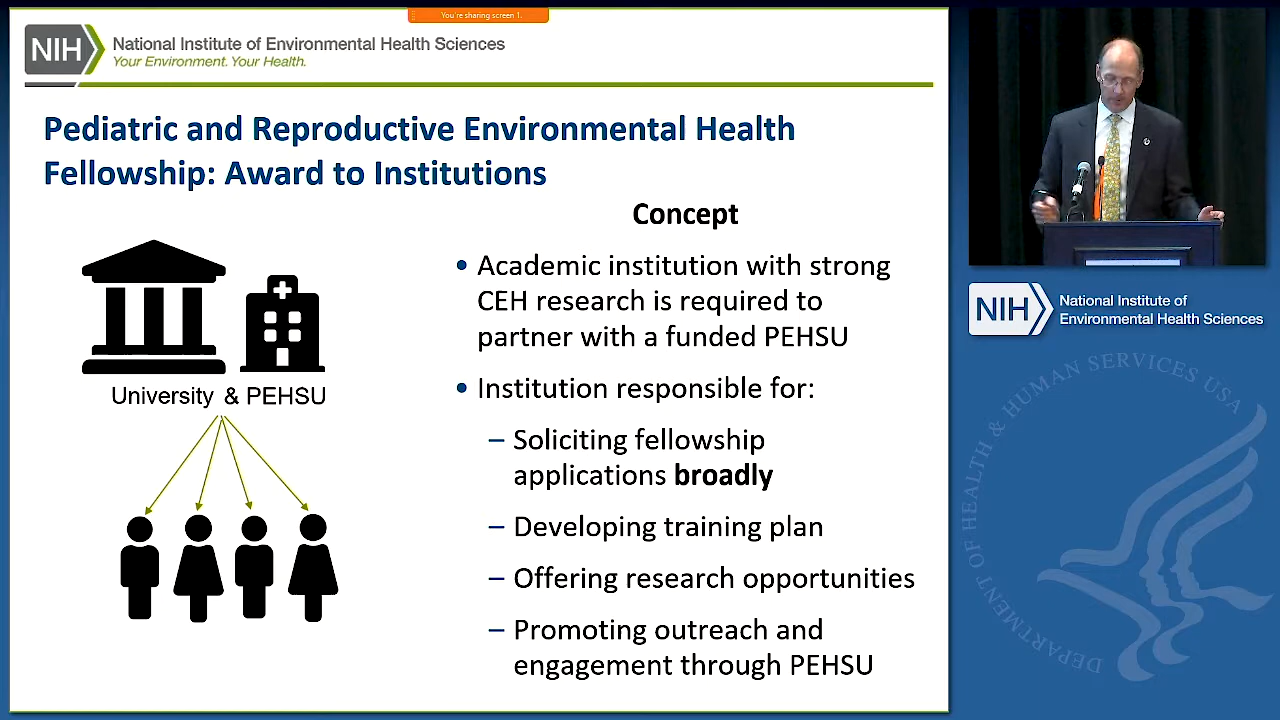 You're sharing screen 1.
NIH
National Institute of Environmental Health Sciences
Your Environment. Your Health.
Pediatric and Reproductive Environmental Health
Fellowship: Award to Institutions
University & PEHSU
Concept
• Academic institution with strong
CEH research is required to
partner with a funded PEHSU
• Institution responsible for:
– Soliciting fellowship
applications broadly
– Developing training plan
– Offering research opportunities
– Promoting outreach and
engagement through PEHSU
NIH
National Institute of
Environmental Health Sciences
DEPARTMENT OF HEALTH & HUMAN SERVICES USA